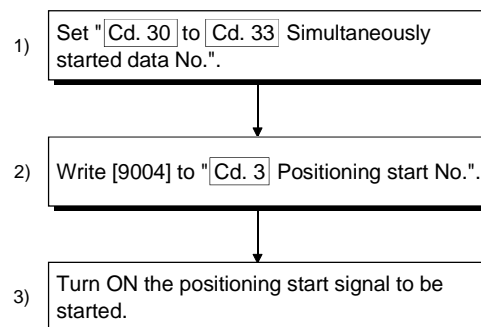 1)
Set "Cd. 30 to Cd. 33 Simultaneously
started data No.".
2)
Write [9004] to "Cd. 3 Positioning start No.".
3)
Turn ON the positioning start signal to be
started.